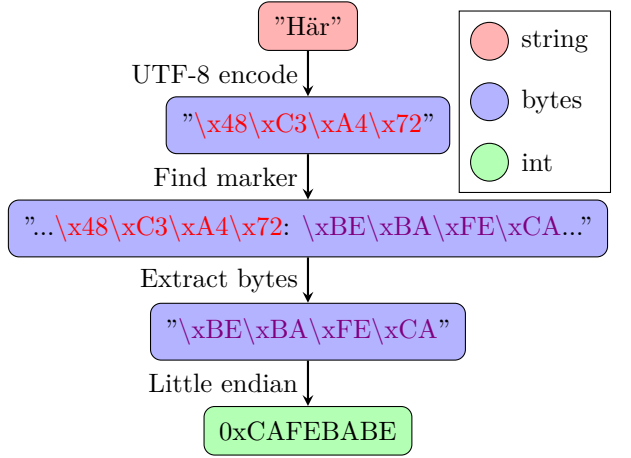 ”Här”
string
UTF-8 encode
bytes
”\x48\xC3\xA4\x72”
Find marker
int
”...\x48\xC3\xA4\x72: \xBE\xBA\xFE\xCA...”
Extract bytes
”\xBE\xBA\xFE\xCA”
Little endian
0xCAFEBABE